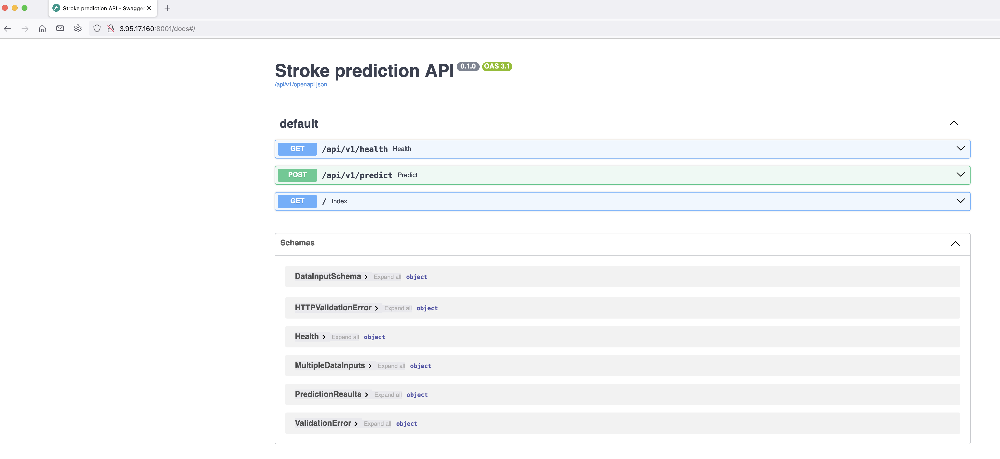 Stroke prediction API - Swagger
3.95.17.160:8001/docs#/
Stroke prediction API 0.1.0 OAS 3.1
/api/v1/openapi.json
default
GET /api/v1/health Health
POST /api/v1/predict Predict
GET / Index
Schemas
DataInputSchema Expand all object
HTTPValidationError Expand all object
Health Expand all object
MultipleDataInputs Expand all object
PredictionResults Expand all object
ValidationError Expand all object